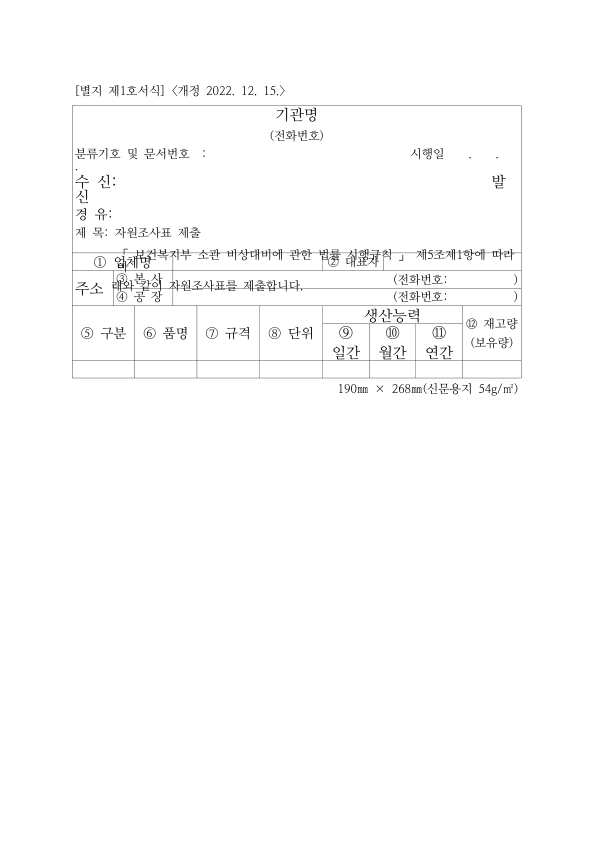 [별지 제1호서식] <개정 2022. 12. 15.>
기관명
(전화번호)
분류기호 및 문서번호 : 시행일 . .
.
수 신: 발
신
경 유:
제 목: 자원조사표 제출
「 보건복지부 소관 비상대비에 관한 법률 시행규칙 」 제5조제1항에 따라
① 업체명 ② 대표자
주소 ③ 본 사 (전화번호: )
래와 같이 자원조사표를 제출합니다.
④ 공 장 (전화번호: )
⑤ 구분 ⑥ 품명 ⑦ 규격 ⑧ 단위 생산능력 ⑫ 재고량
(보유량)
⑨ ⑩ ⑪
일간 월간 연간
190㎜ × 268㎜(신문용지 54g/㎡)